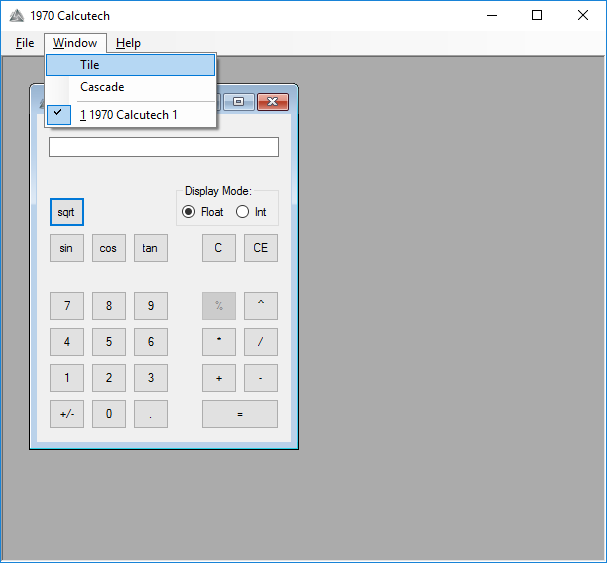 1970 Calcutech
File Window Help
Tile
Cascade
1 1970 Calcutech 1
Display Mode:
sqrt Float Int
sin cos tan C CE
7 8 9 % ^
4 5 6 * /
1 2 3 + -
+/- 0 . =